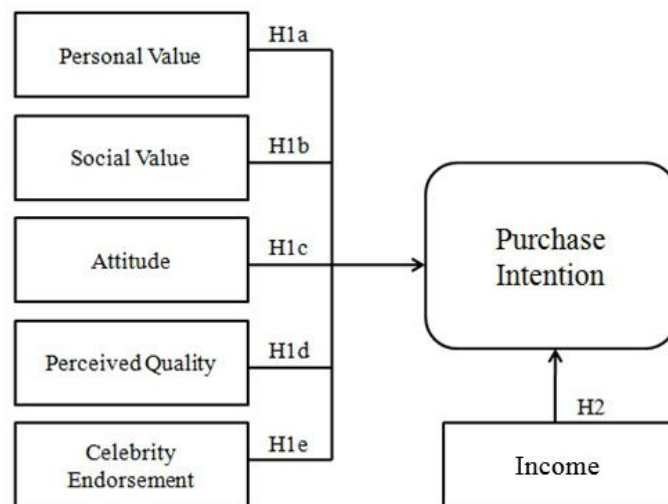 Personal Value
H1a
Social Value
H1b
Attitude
H1c
Perceived Quality
H1d
Celebrity
Endorsement
H1e
Purchase
Intention
H2
Income